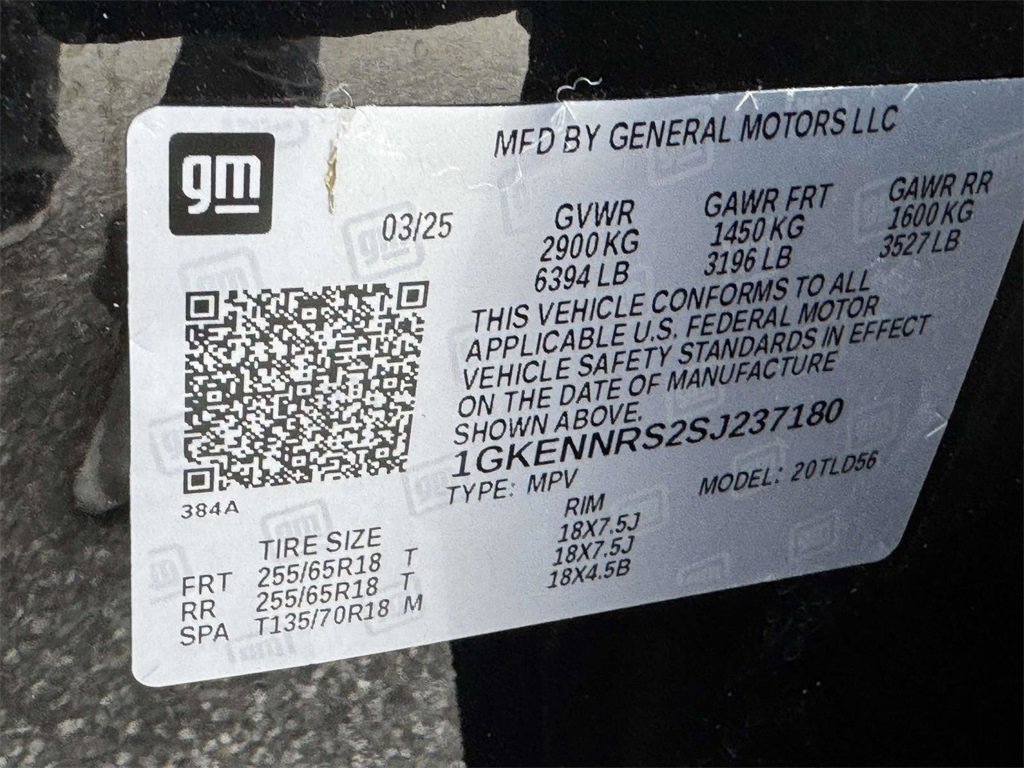 gm
MFD BY GENERAL MOTORS LLC
03/25
GVWR GAWR FRT GAWR RR
2900 KG 1450 KG 1600 KG
6394 LB 3196 LB 3527 LB
THIS VEHICLE CONFORMS TO ALL
APPLICABLE U.S. FEDERAL MOTOR
VEHICLE SAFETY STANDARDS IN EFFECT
ON THE DATE OF MANUFACTURE
SHOWN ABOVE.
1GKENNRS2SJ237180
TYPE: MPV MODEL: 20TLD56
384A
TIRE SIZE RIM
FRT 255/65R18 T 18X7.5J
RR 255/65R18 T 18X7.5J
SPA T135/70R18 M 18X4.5B